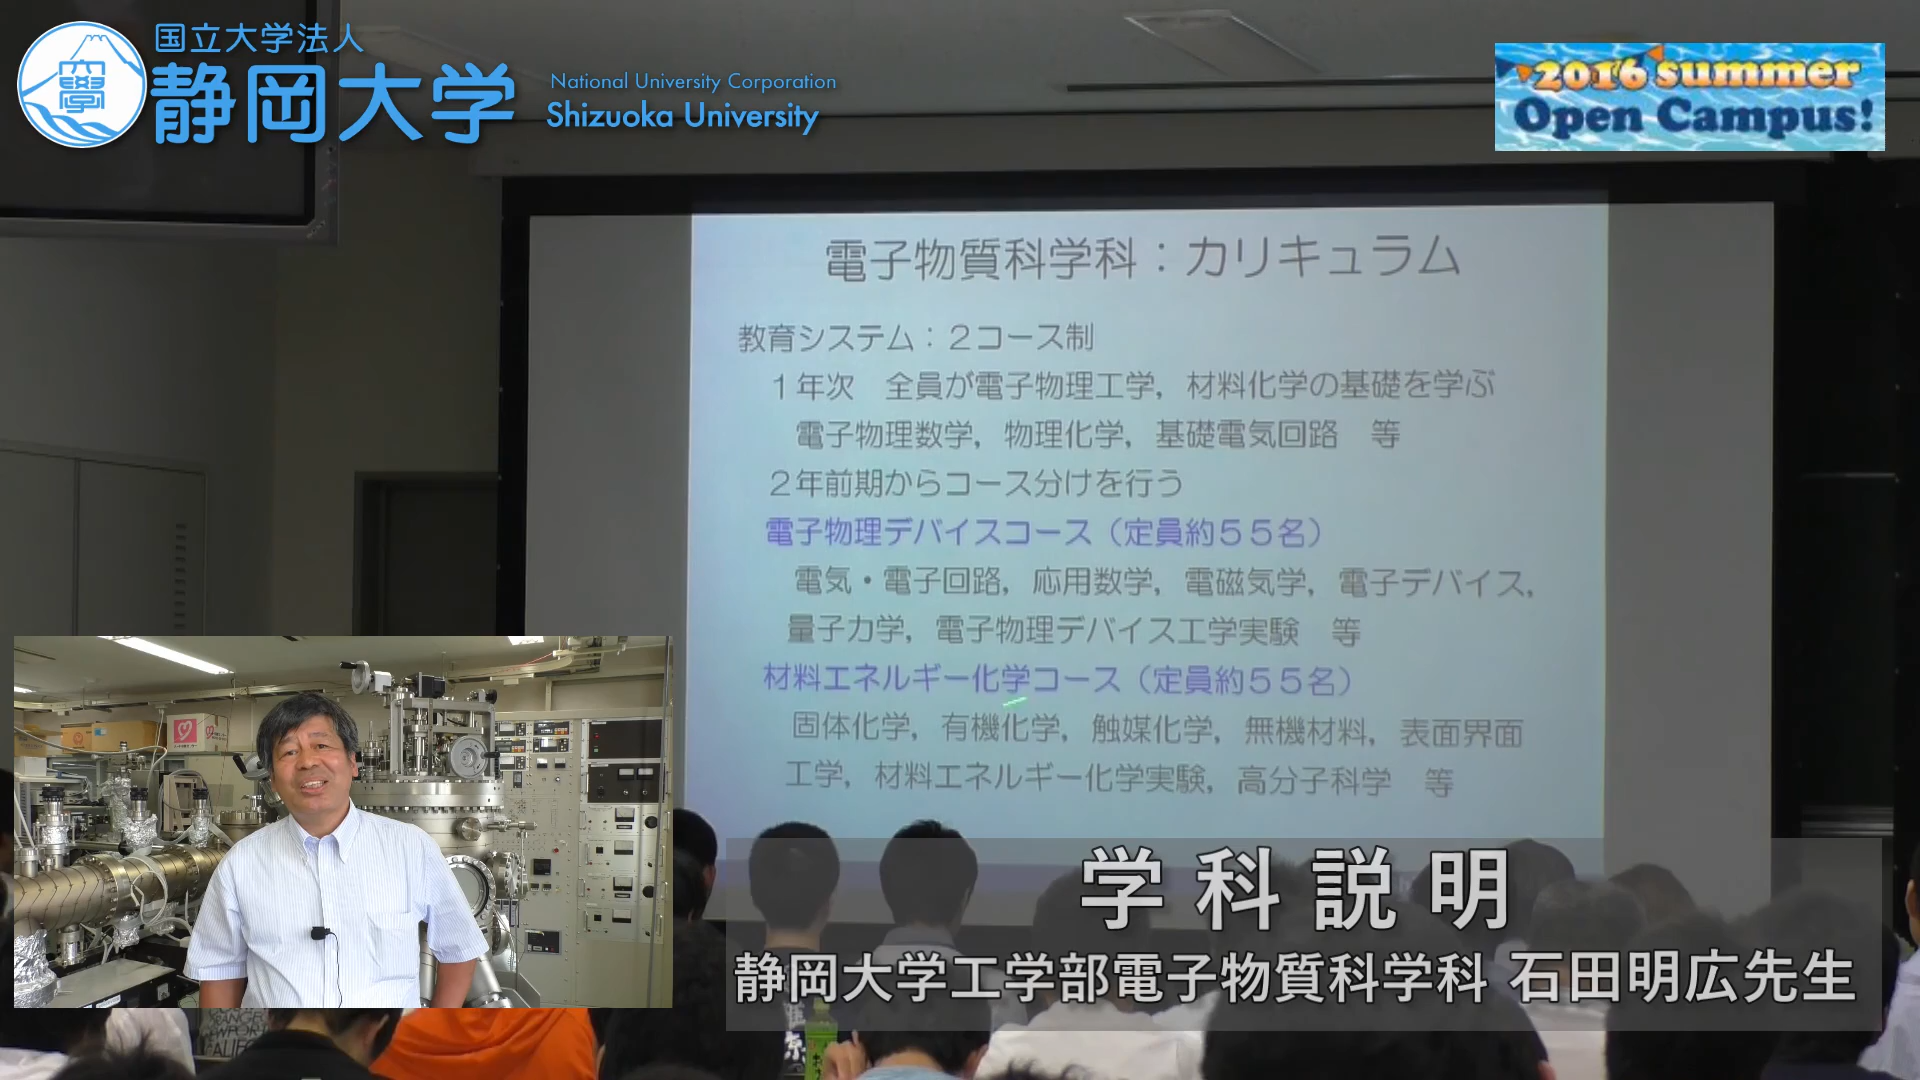 国立大学法人
静岡大学
National University Corporation
Shizuoka University
2016 summer
Open Campus!
電子物質科学科：カリキュラム
教育システム：２コース制
１年次　全員が電子物理工学，材料化学の基礎を学ぶ
電子物理数学，物理化学，基礎電気回路　等
２年前期からコース分けを行う
電子物理デバイスコース（定員約５５名）
電気・電子回路，応用数学，電磁気学，電子デバイス，
量子力学，電子物理デバイス工学実験　等
材料エネルギー化学コース（定員約５５名）
固体化学，有機化学，触媒化学，無機材料，表面界面
工学，材料エネルギー化学実験，高分子科学　等
学科説明
静岡大学工学部電子物質科学科 石田明広先生